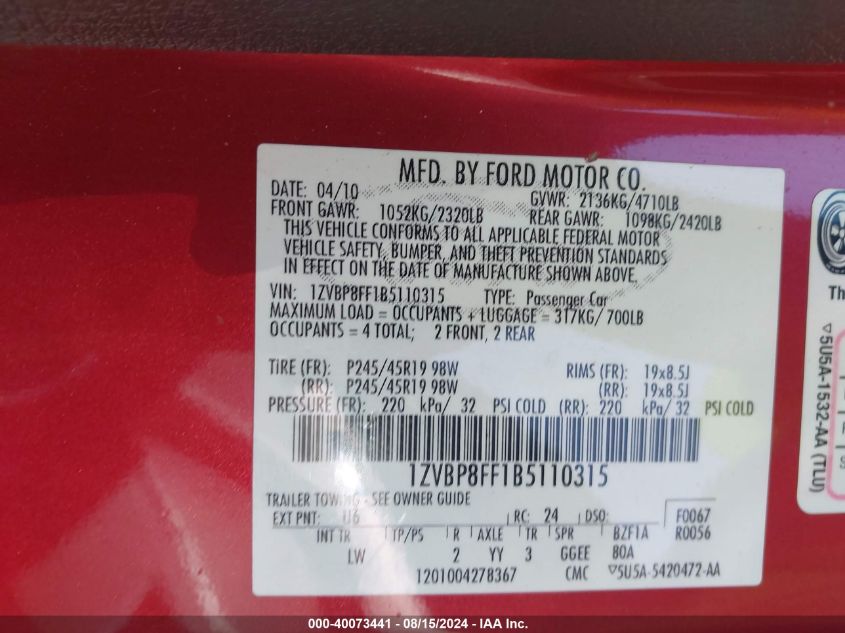 MFD. BY FORD MOTOR CO.
DATE: 04/10 GVWR: 2136KG/4710LB
FRONT GAWR: 1052KG/2320LB REAR GAWR: 1098KG/2420LB
THIS VEHICLE CONFORMS TO ALL APPLICABLE FEDERAL MOTOR
VEHICLE SAFETY, BUMPER, AND THEFT PREVENTION STANDARDS
IN EFFECT ON THE DATE OF MANUFACTURE SHOWN ABOVE.
VIN: 1ZVBP8FF1B5110315 TYPE: Passenger Car
MAXIMUM LOAD = OCCUPANTS + LUGGAGE = 317KG/ 700LB
OCCUPANTS = 4 TOTAL; 2 FRONT, 2 REAR
TIRE (FR): P245/45R19 98W RIMS (FR): 19x8.5J
(RR): P245/45R19 98W (RR): 19x8.5J
PRESSURE (FR): 220 kPa/ 32 PSI COLD (RR): 220 kPa/ 32 PSI COLD
1ZVBP8FF1B5110315
TRAILER TOWING - SEE OWNER GUIDE
EXT PNT: U6 RC: 24 DSO: F0067
INT TR TP/PS R AXLE TR SPR BZF1A R0056
LW 2 YY 3 GGEE 80A
1201004278367 CMC ▽5U5A-5420472-AA
Th
▽5U5A-1532-AA (TLU)
000-40073441 - 08/15/2024 - IAA Inc.